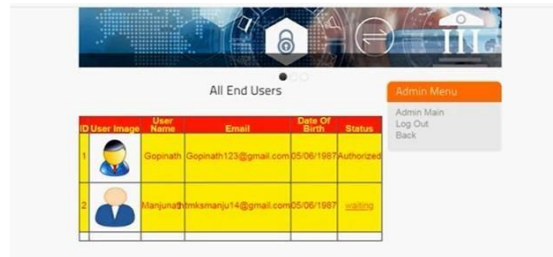 All End Users
ID User Image User Name Email Date Of Birth Status
1 Gopinath Gopinath123@gmail.com 05/06/1987 Authorized
2 Manjunath tmksmanju14@gmail.com 05/06/1987 waiting
Admin Menu
Admin Main
Log Out
Back